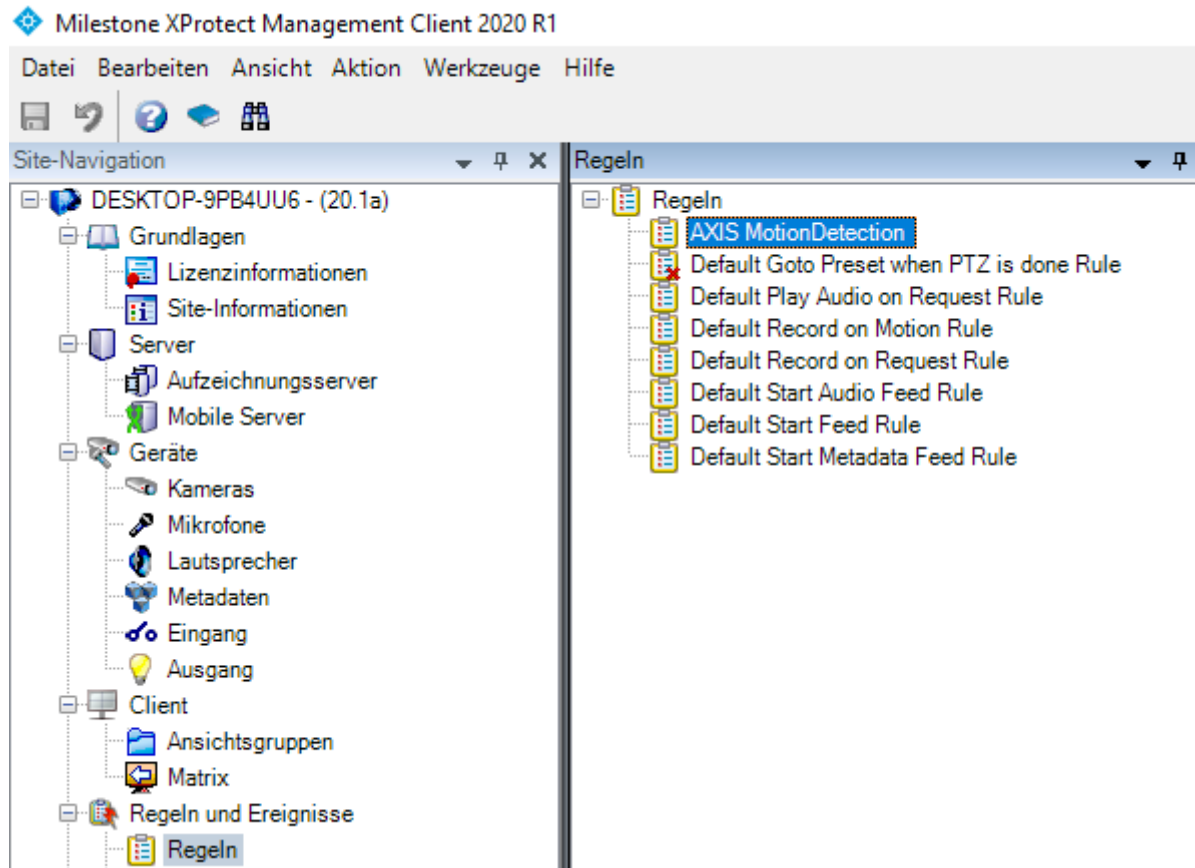 Milestone XProtect Management Client 2020 R1
Datei Bearbeiten Ansicht Aktion Werkzeuge Hilfe
Site-Navigation
DESKTOP-9PB4UU6 - (20.1a)
Grundlagen
Lizenzinformationen
Site-Informationen
Server
Aufzeichnungsserver
Mobile Server
Geräte
Kameras
Mikrofone
Lautsprecher
Metadaten
Eingang
Ausgang
Client
Ansichtsgruppen
Matrix
Regeln und Ereignisse
Regeln
Regeln
Regeln
AXIS MotionDetection
Default Goto Preset when PTZ is done Rule
Default Play Audio on Request Rule
Default Record on Motion Rule
Default Record on Request Rule
Default Start Audio Feed Rule
Default Start Feed Rule
Default Start Metadata Feed Rule